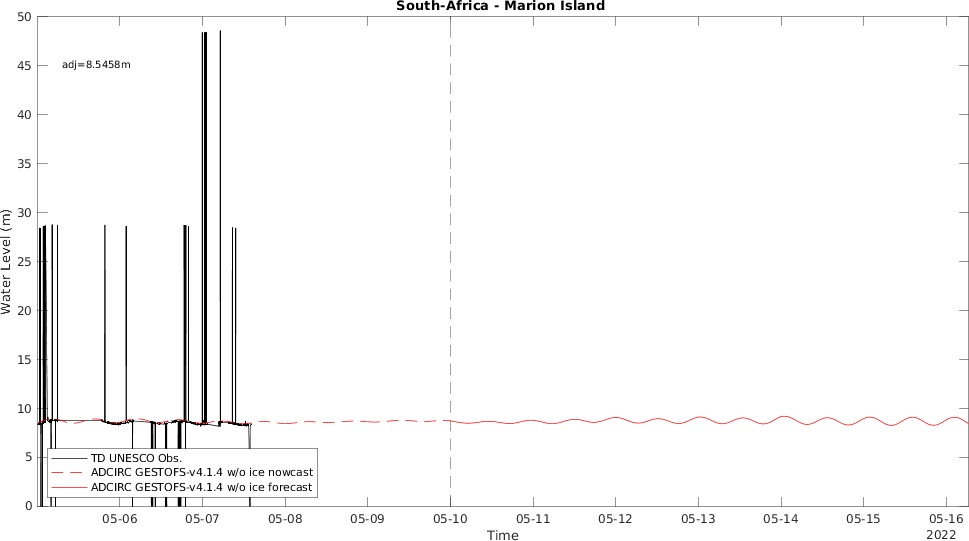 South-Africa - Marion Island
50
45
40
35
30
25
20
15
10
5
0
Water Level (m)
adj=8.5458m
TD UNESCO Obs.
ADCIRC GESTOFS-v4.1.4 w/o ice nowcast
ADCIRC GESTOFS-v4.1.4 w/o ice forecast
05-06 05-07 05-08 05-09 05-10 05-11 05-12 05-13 05-14 05-15 05-16
Time
2022